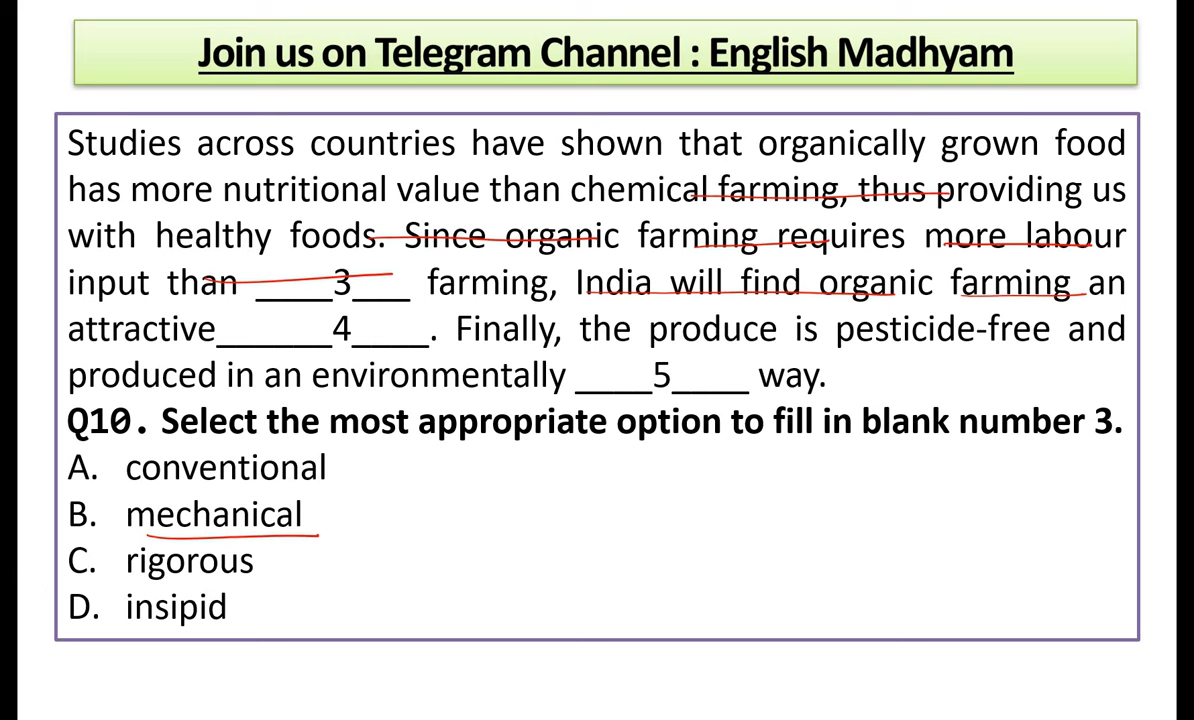 Join us on Telegram Channel : English Madhyam
Studies across countries have shown that organically grown food
has more nutritional value than chemical farming, thus providing us
with healthy foods. Since organic farming requires more labour
input than ____3___ farming, India will find organic farming an
attractive______4____. Finally, the produce is pesticide-free and
produced in an environmentally ____5____ way.
Q10. Select the most appropriate option to fill in blank number 3.
A. conventional
B. mechanical
C. rigorous
D. insipid